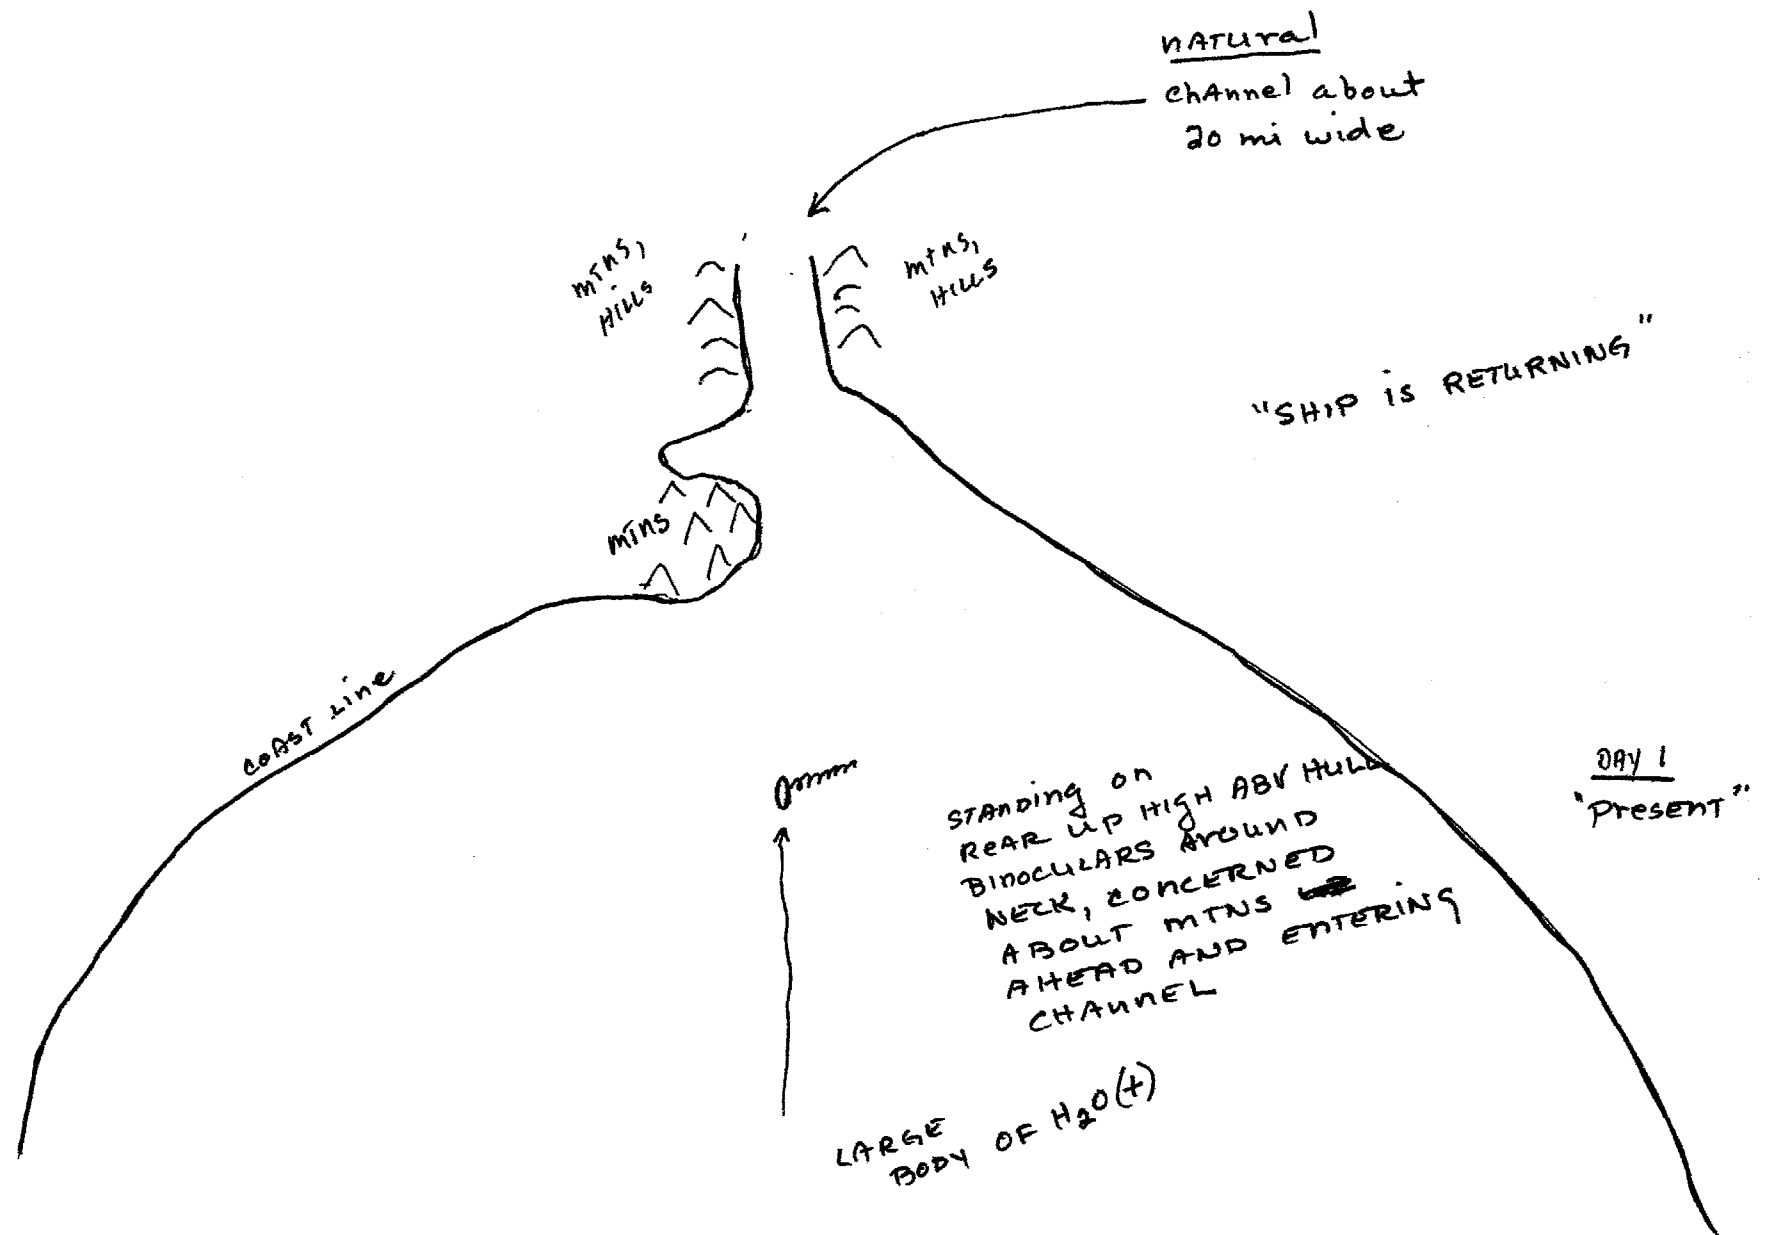 NATURAL
channel about
20 mi wide
mTns,
HILLS
mtns,
HILLS
"SHIP is RETURNING"
mTns
COAST Line
STANDing on
REAR UP HIGH ABV HULL
BINOCULARS AROUND
NECK, CONCERNED
ABOUT MTNS
AHEAD AND ENTERING
CHANNEL
DAY 1
"Present"
LARGE
BODY OF H₂O(+)